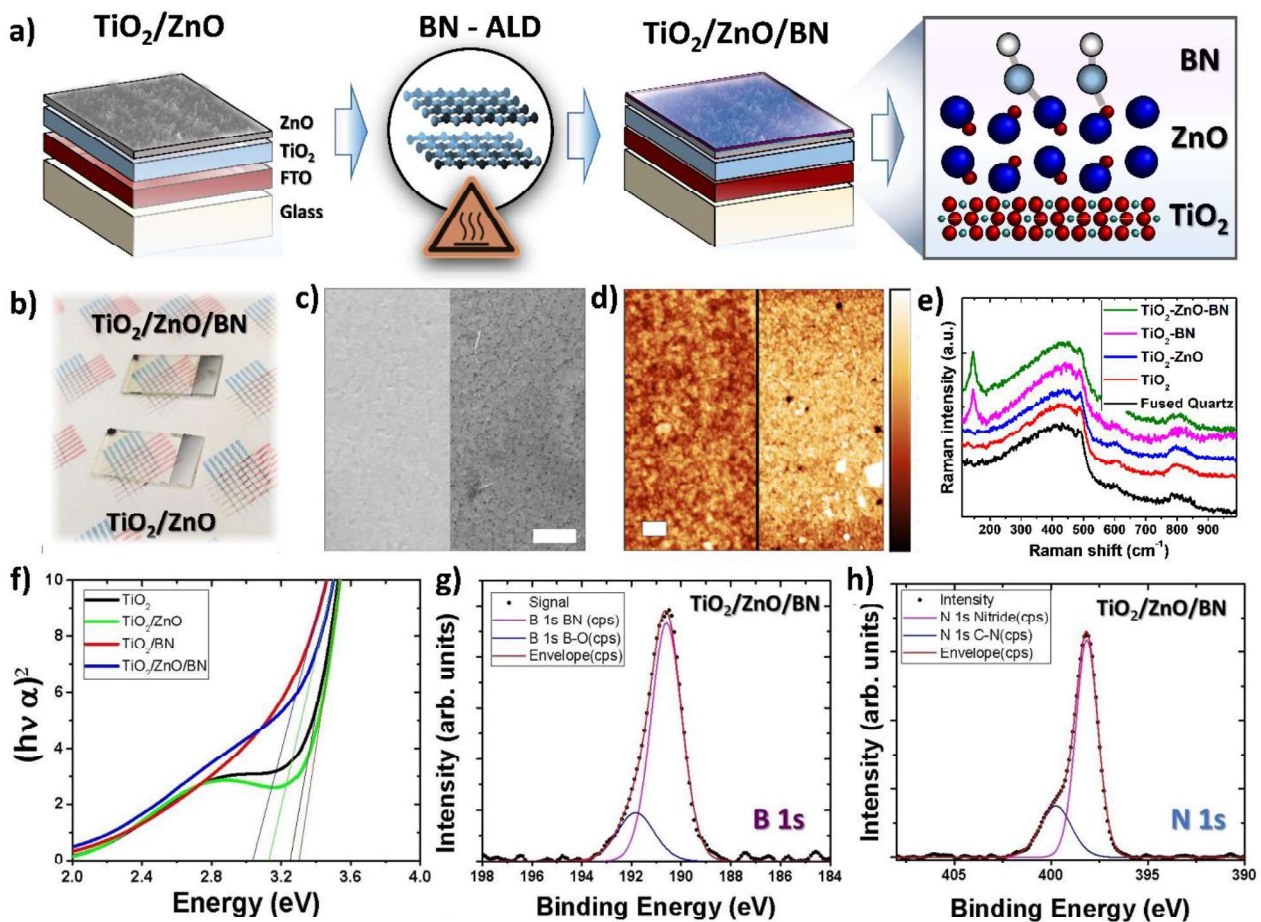 a)
TiO₂/ZnO
BN - ALD
TiO₂/ZnO/BN
ZnO
TiO₂
FTO
Glass
BN
ZnO
TiO₂
b)
TiO₂/ZnO/BN
TiO₂/ZnO
c)
d)
e)
TiO₂-ZnO-BN
TiO₂-BN
TiO₂-ZnO
TiO₂
Fused Quartz
Raman intensity (a.u.)
200 300 400 500 600 700 800 900
Raman shift (cm⁻¹)
f)
TiO₂
TiO₂/ZnO
TiO₂/BN
TiO₂/ZnO/BN
(hν α)²
10
8
6
4
2
0
2.0 2.4 2.8 3.2 3.6 4.0
Energy (eV)
g)
TiO₂/ZnO/BN
Signal
B 1s BN (cps)
B 1s B-O(cps)
Envelope(cps)
B 1s
Intensity (arb. units)
198 196 194 192 190 188 186 184
Binding Energy (eV)
h)
TiO₂/ZnO/BN
Intensity
N 1s Nitride(cps)
N 1s C-N(cps)
Envelope(cps)
N 1s
Intensity (arb. units)
405 400 395 390
Binding Energy (eV)